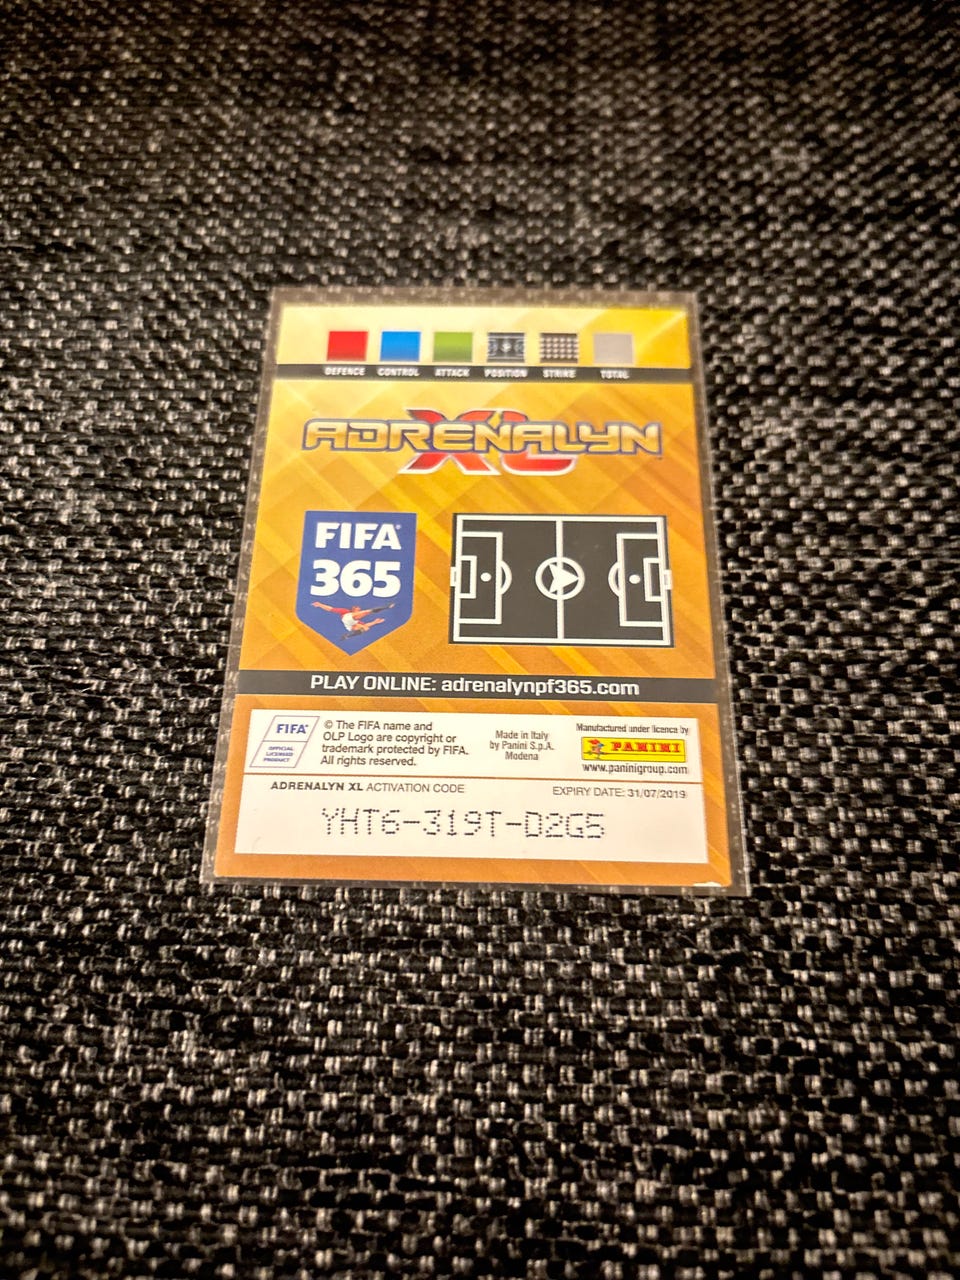 DEFENCE CONTROL ATTACK POSITION STRIKE TOTAL
ADRENALYN
XL
FIFA®
365
PLAY ONLINE: adrenalynpf365.com
FIFA®
OFFICIAL
LICENSED
PRODUCT
© The FIFA name and
OLP Logo are copyright or
trademark protected by FIFA.
All rights reserved.
Made in Italy
by Panini S.p.A.
Modena
Manufactured under licence by
PANINI
www.paninigroup.com
ADRENALYN XL ACTIVATION CODE
EXPIRY DATE: 31/07/2019
YHT6-319T-D2G5